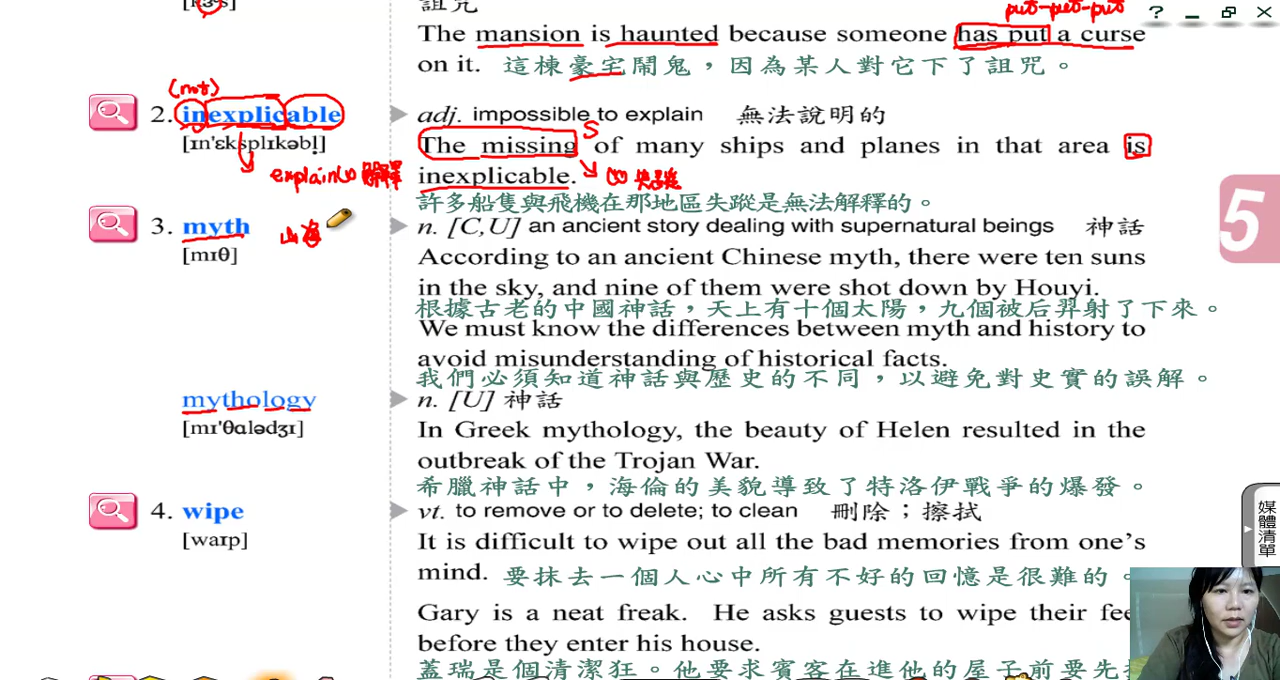 詛咒
put-put-put
The mansion is haunted because someone has put a curse
on it. 這棟豪宅鬧鬼，因為某人對它下了詛咒。
(not)
2. inexplicable adj. impossible to explain 無法說明的
[ɪnˈɛksplɪkəbl̩] The missing of many ships and planes in that area is
S
explain 解釋
inexplicable. 失蹤
許多船隻與飛機在那地區失蹤是無法解釋的。
3. myth 山海 n. [C,U] an ancient story dealing with supernatural beings 神話
[mɪθ] According to an ancient Chinese myth, there were ten suns
in the sky, and nine of them were shot down by Houyi.
根據古老的中國神話，天上有十個太陽，九個被后羿射了下來。
We must know the differences between myth and history to
avoid misunderstanding of historical facts.
我們必須知道神話與歷史的不同，以避免對史實的誤解。
mythology n. [U] 神話
[mɪˈθɑlədʒɪ] In Greek mythology, the beauty of Helen resulted in the
outbreak of the Trojan War.
希臘神話中，海倫的美貌導致了特洛伊戰爭的爆發。
4. wipe vt. to remove or to delete; to clean 刪除；擦拭
[waɪp] It is difficult to wipe out all the bad memories from one's
mind. 要抹去一個人心中所有不好的回憶是很難的。
Gary is a neat freak. He asks guests to wipe their fee
before they enter his house.
蓋瑞是個清潔狂。他要求賓客在進他的屋子前要先
5
媒體清單